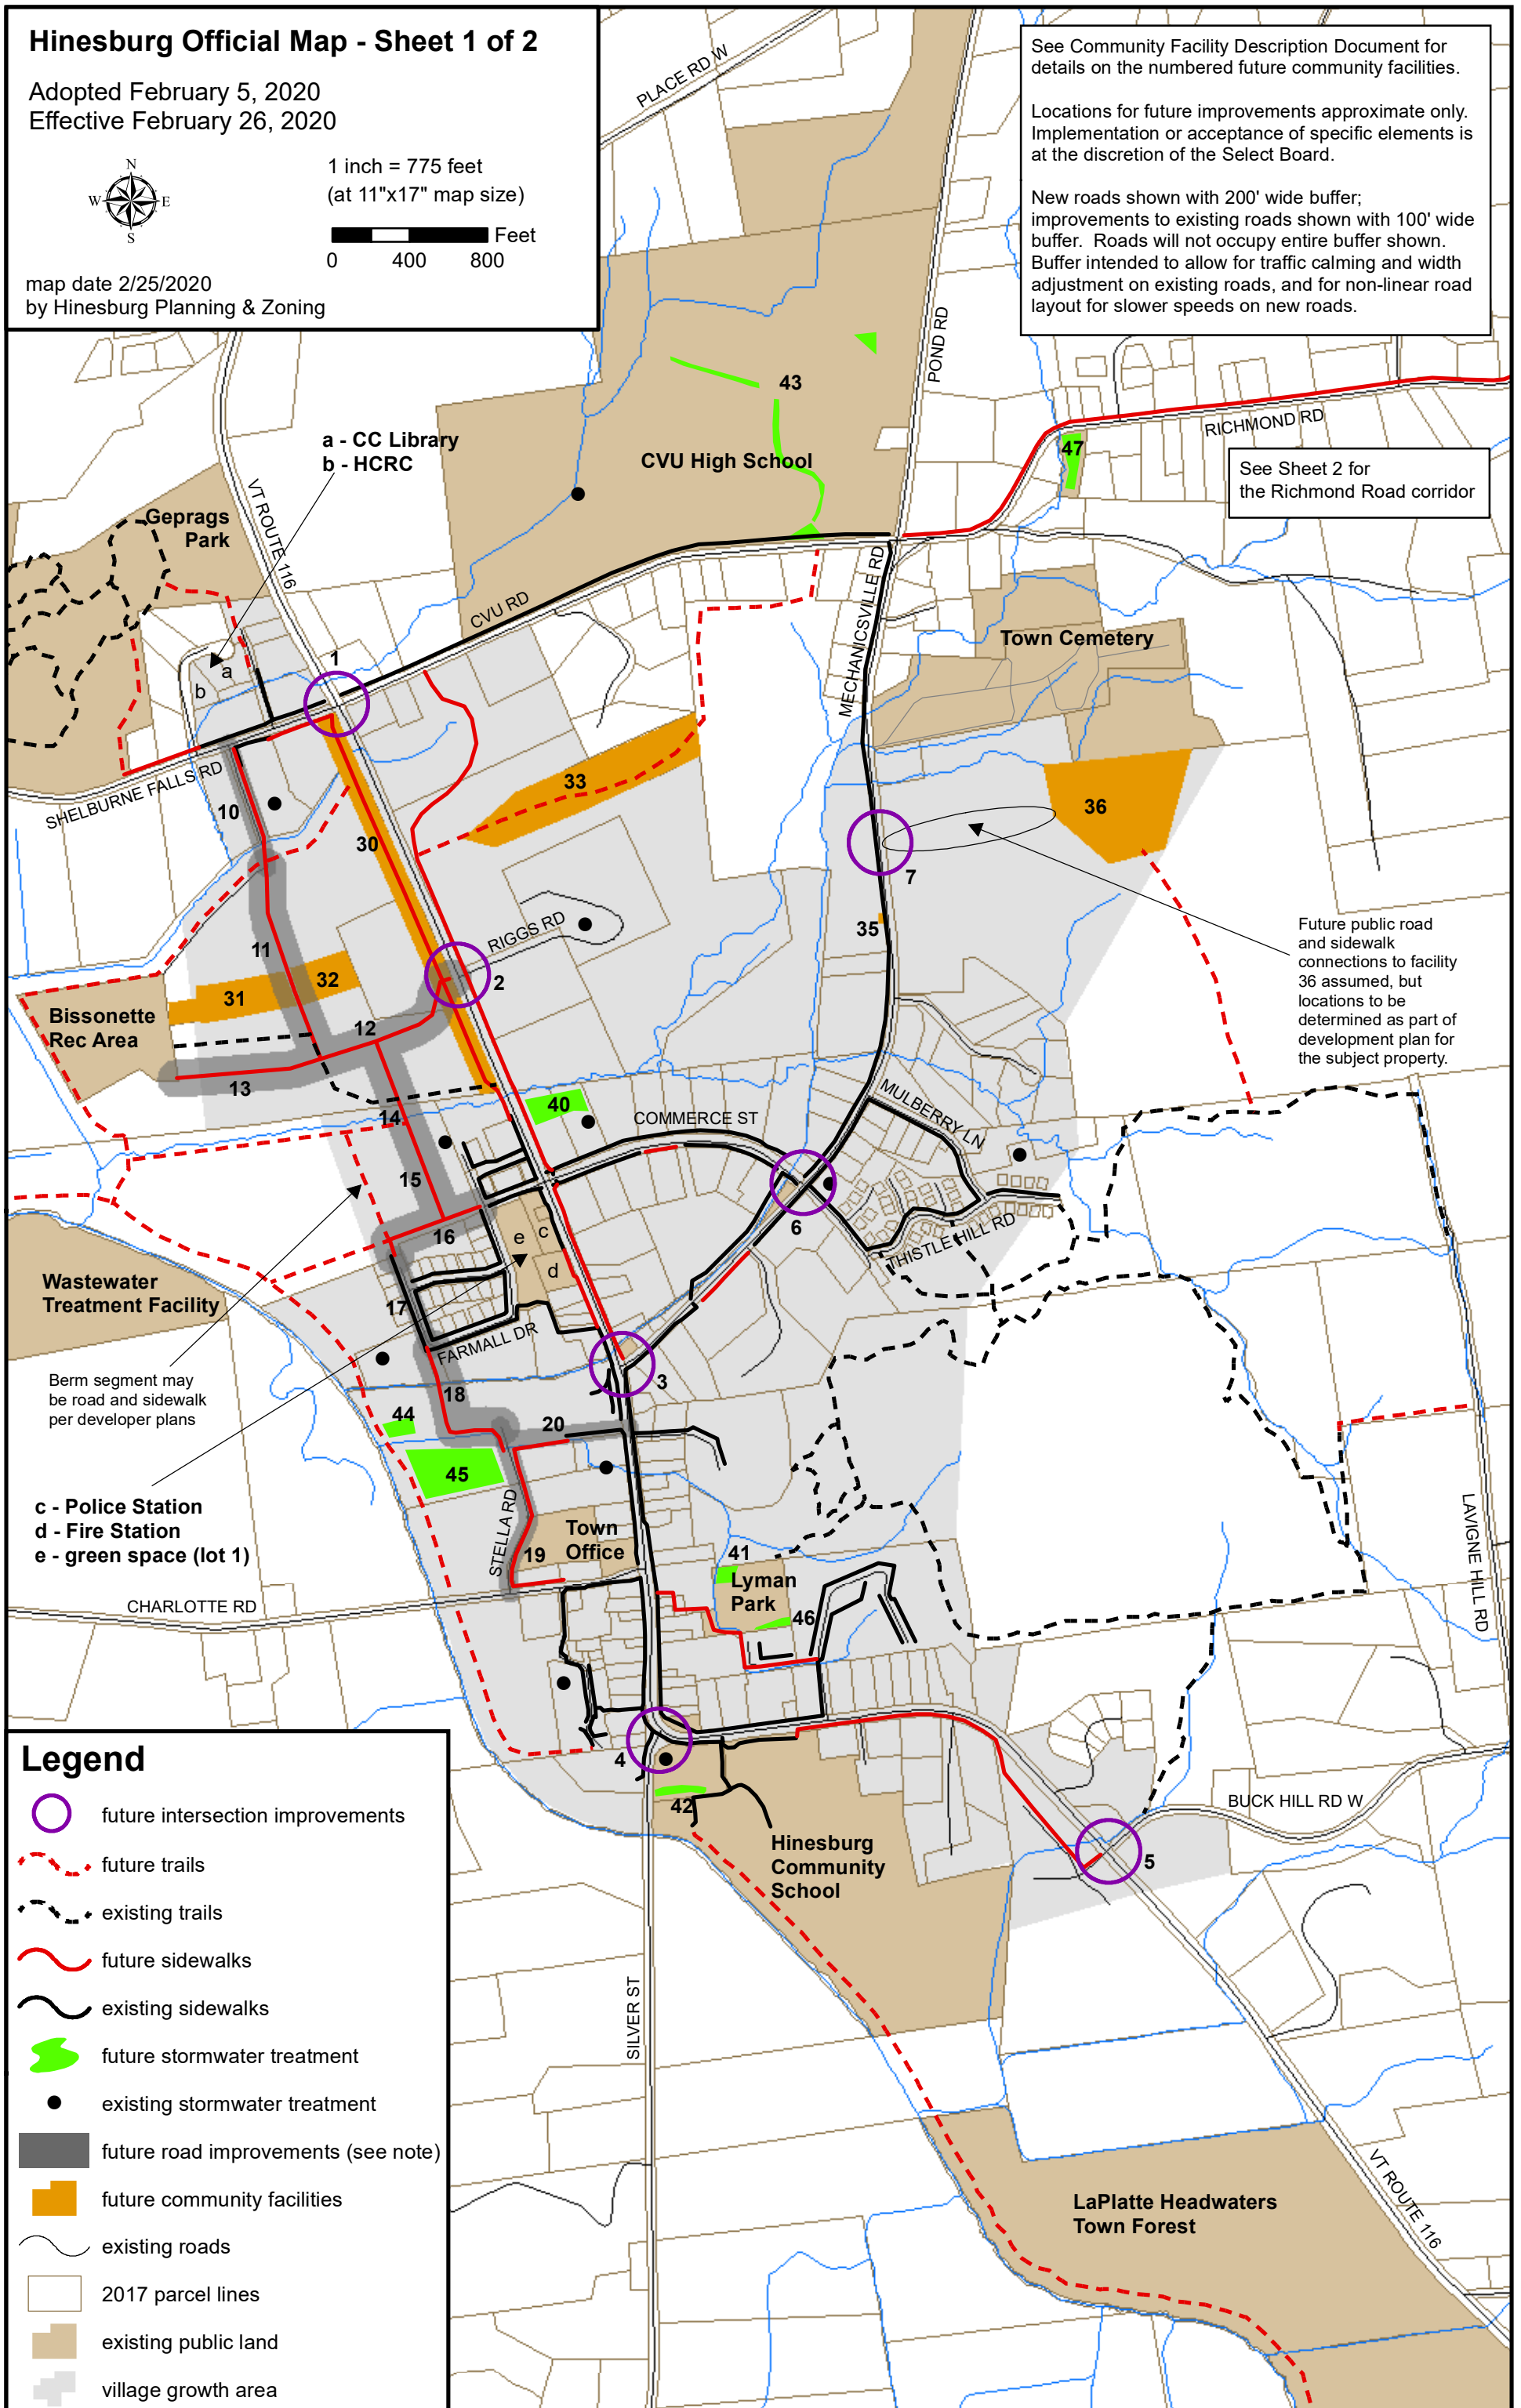 Hinesburg Official Map - Sheet 1 of 2
Adopted February 5, 2020
Effective February 26, 2020
N
W
E
S
1 inch = 775 feet
(at 11"x17" map size)
Feet
0 400 800
map date 2/25/2020
by Hinesburg Planning & Zoning
See Community Facility Description Document for
details on the numbered future community facilities.
Locations for future improvements approximate only.
Implementation or acceptance of specific elements is
at the discretion of the Select Board.
New roads shown with 200' wide buffer;
improvements to existing roads shown with 100' wide
buffer. Roads will not occupy entire buffer shown.
Buffer intended to allow for traffic calming and width
adjustment on existing roads, and for non-linear road
layout for slower speeds on new roads.
PLACE RD W
POND RD
43
RICHMOND RD
a - CC Library
b - HCRC
CVU High School
47
See Sheet 2 for
the Richmond Road corridor
VT ROUTE 116
Geprags
Park
CVU RD
MECHANICSVILLE RD
Town Cemetery
1
a
b
SHELBURNE FALLS RD
33
10
30
36
7
35
RIGGS RD
11
32
31
2
Bissonette
Rec Area
12
13
Future public road
and sidewalk
connections to facility
36 assumed, but
locations to be
determined as part of
development plan for
the subject property.
40
14
COMMERCE ST
MULBERRY LN
15
6
16
e
c
d
THISTLE HILL RD
Wastewater
Treatment Facility
17
FARMALL DR
3
Berm segment may
be road and sidewalk
per developer plans
18
44
20
45
c - Police Station
d - Fire Station
e - green space (lot 1)
STELLA RD
19
Town
Office
41
Lyman
Park
46
LAVIGNE HILL RD
CHARLOTTE RD
4
42
Hinesburg
Community
School
BUCK HILL RD W
5
SILVER ST
LaPlatte Headwaters
Town Forest
VT ROUTE 116
Legend
future intersection improvements
future trails
existing trails
future sidewalks
existing sidewalks
future stormwater treatment
existing stormwater treatment
future road improvements (see note)
future community facilities
existing roads
2017 parcel lines
existing public land
village growth area